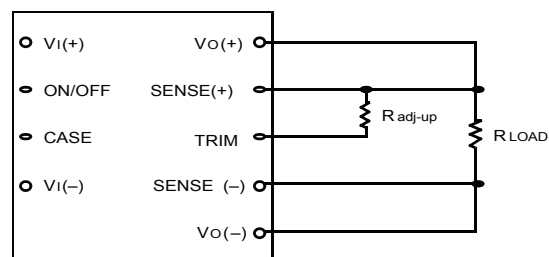 VI(+) VO(+)
ON/OFF SENSE(+)
CASE TRIM
VI(–) SENSE (–)
VO(–)
R adj-up
R LOAD